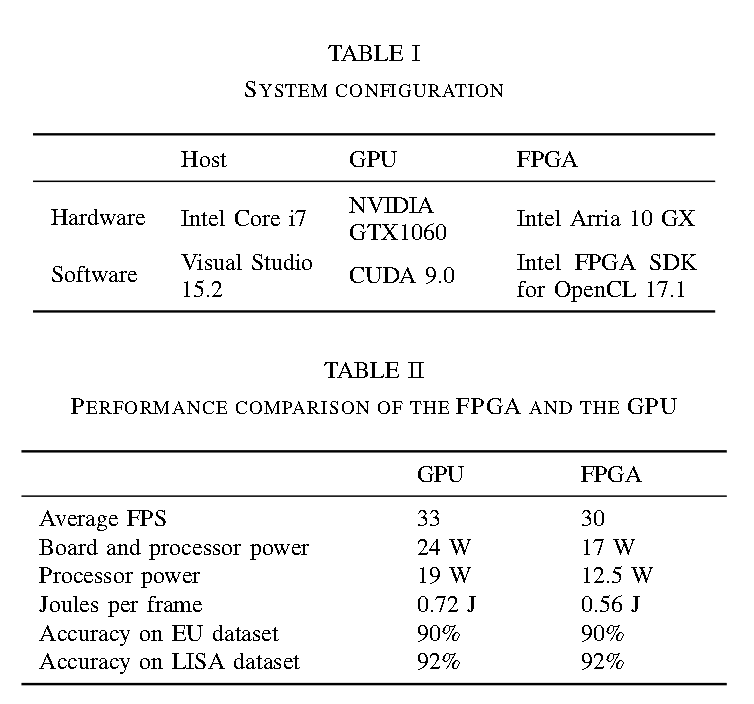 TABLE I
SYSTEM CONFIGURATION
Host GPU FPGA
Hardware Intel Core i7 NVIDIA GTX1060 Intel Arria 10 GX
Software Visual Studio 15.2 CUDA 9.0 Intel FPGA SDK for OpenCL 17.1
TABLE II
PERFORMANCE COMPARISON OF THE FPGA AND THE GPU
GPU FPGA
Average FPS 33 30
Board and processor power 24 W 17 W
Processor power 19 W 12.5 W
Joules per frame 0.72 J 0.56 J
Accuracy on EU dataset 90% 90%
Accuracy on LISA dataset 92% 92%